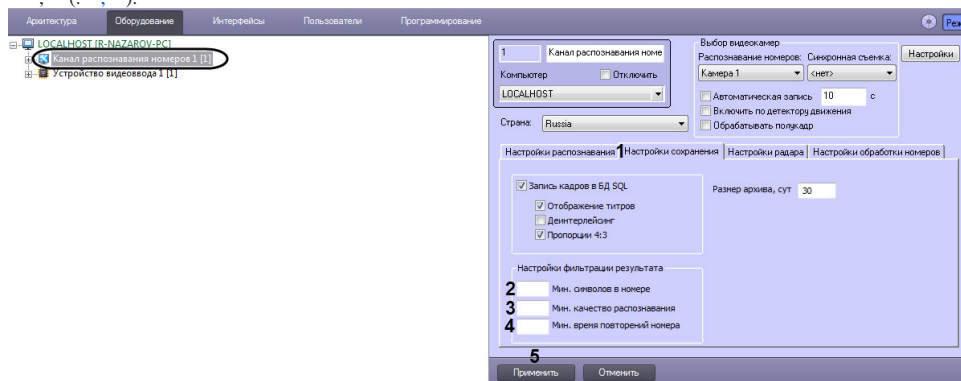 Архитектура Оборудование Интерфейсы Пользователи Программирование
LOCALHOST [R-NAZAROV-PC]
Канал распознавания номеров 1 [1]
Устройство видеоввода 1 [1]
1 Канал распознавания номе
Компьютер Отключить
LOCALHOST
Страна: Russia
Выбор видеокамер
Распознавание номеров: Синхронная съемка:
Камера 1 <нет>
Настройки
Автоматическая запись 10 с
Включить по детектору движения
Обрабатывать полукадр
Настройки распознавания 1 Настройки сохранения Настройки радара Настройки обработки номеров
Запись кадров в БД SQL
Размер архива, сут 30
Отображение титров
Деинтерлейсинг
Пропорции 4:3
Настройки фильтрации результата
2 Мин. символов в номере
3 Мин. качество распознавания
4 Мин. время повторений номера
5
Применить Отменить